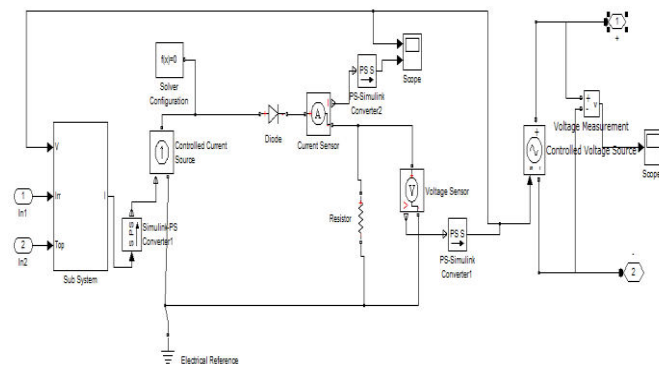 1
+
f(x)=0
Solver
Configuration
PS S
PS-Simulink
Converter2
Scope
A
Diode
Current Sensor
V
I
Irr
Top
1
In1
2
In2
Sub System
Controlled Current
Source
S PS
Simulink-PS
Converter1
Resistor
V
Voltage Sensor
PS S
PS-Simulink
Converter1
+
-
v
Voltage Measurement
Controlled Voltage Source
Scope
-
2
Electrical Reference